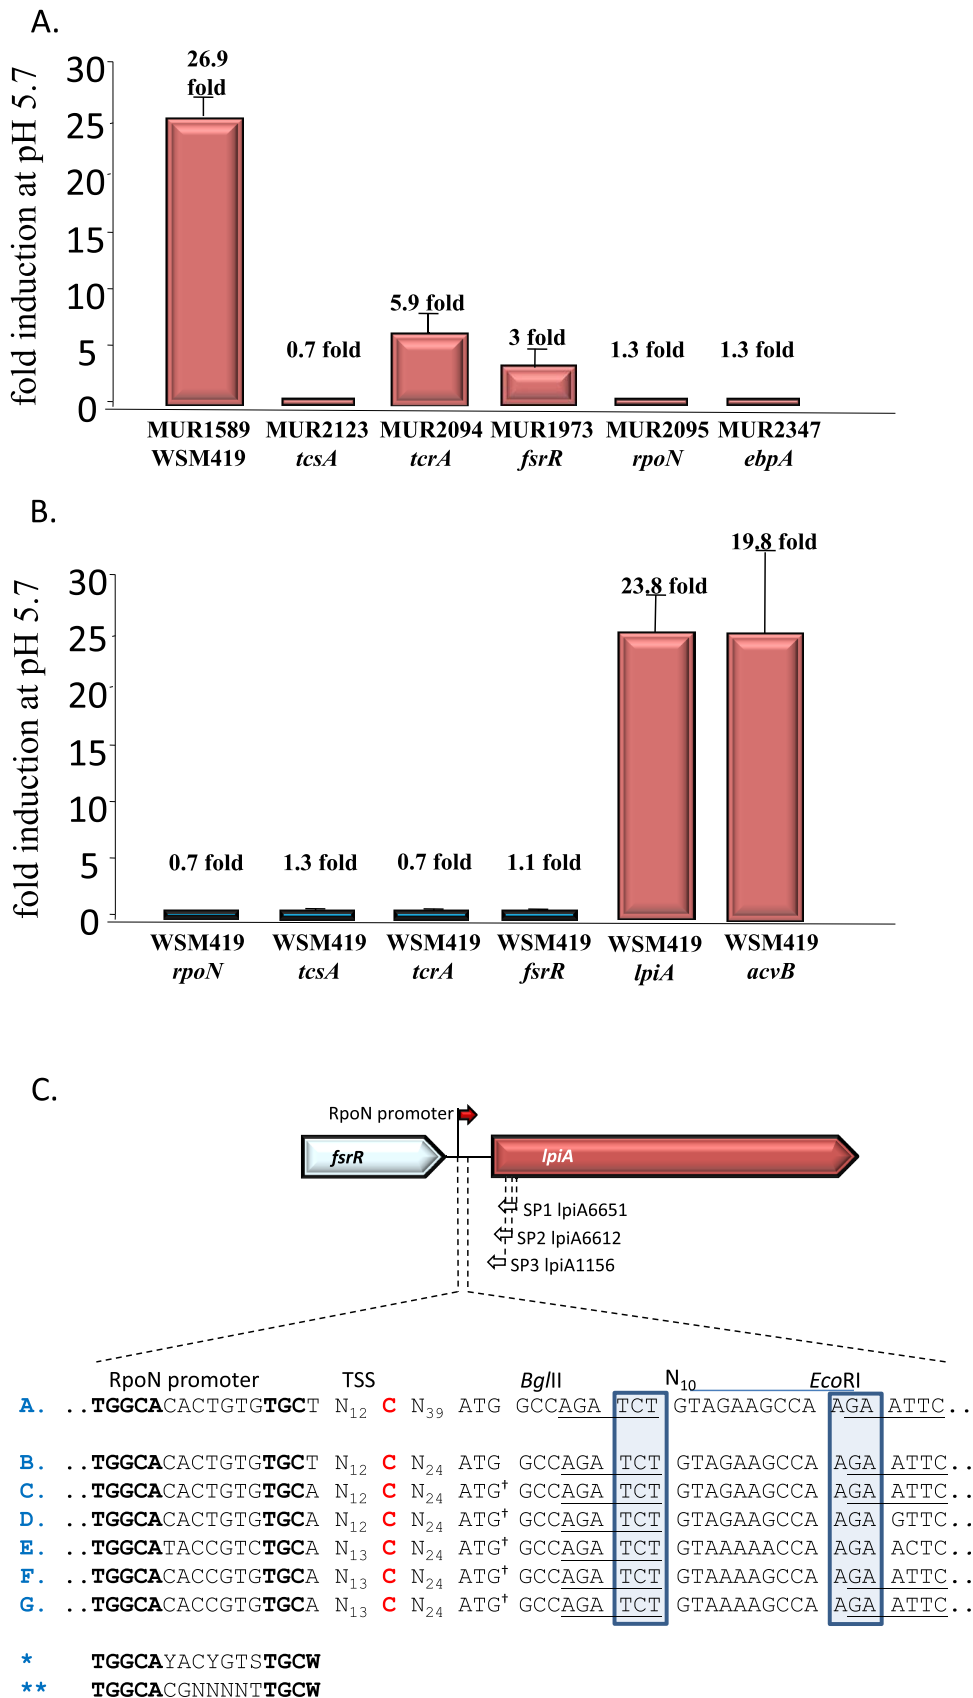 A.
fold induction at pH 5.7
30
25
20
15
10
5
0
26.9
fold
0.7 fold
5.9 fold
3 fold
1.3 fold
1.3 fold
MUR1589 MUR2123 MUR2094 MUR1973 MUR2095 MUR2347
WSM419 tcsA tcrA fsrR rpoN ebpA
B.
fold induction at pH 5.7
30
25
20
15
10
5
0
0.7 fold
1.3 fold
0.7 fold
1.1 fold
23.8 fold
19.8 fold
WSM419 WSM419 WSM419 WSM419 WSM419 WSM419
rpoN tcsA tcrA fsrR lpiA acvB
C.
RpoN promoter
fsrR
lpiA
SP1 lpiA6651
SP2 lpiA6612
SP3 lpiA1156
RpoN promoter TSS BglII N10 EcoRI
A. ..TGGCACACTGTGTGCT N12 C N39 ATG GCCAGA TCT GTAGAAGCCA AGA ATTC..
B. ..TGGCACACTGTGTGCT N12 C N24 ATG GCCAGA TCT GTAGAAGCCA AGA ATTC..
C. ..TGGCACACTGTGTGCA N12 C N24 ATG† GCCAGA TCT GTAGAAGCCA AGA ATTC..
D. ..TGGCACACTGTGTGCA N12 C N24 ATG† GCCAGA TCT GTAGAAGCCA AGA GTTC..
E. ..TGGCATACCGTCTGCA N13 C N24 ATG† GCCAGA TCT GTAAAAACCA AGA ACTC..
F. ..TGGCACACCGTGTGCA N13 C N24 ATG† GCCAGA TCT GTAAAAGCCA AGA ATTC..
G. ..TGGCACACCGTGTGCA N13 C N24 ATG† GCCAGA TCT GTAAAAGCCA AGA ATTC..
* TGGCAYACYGTSTGCW
** TGGCACGNNNNTTGCW